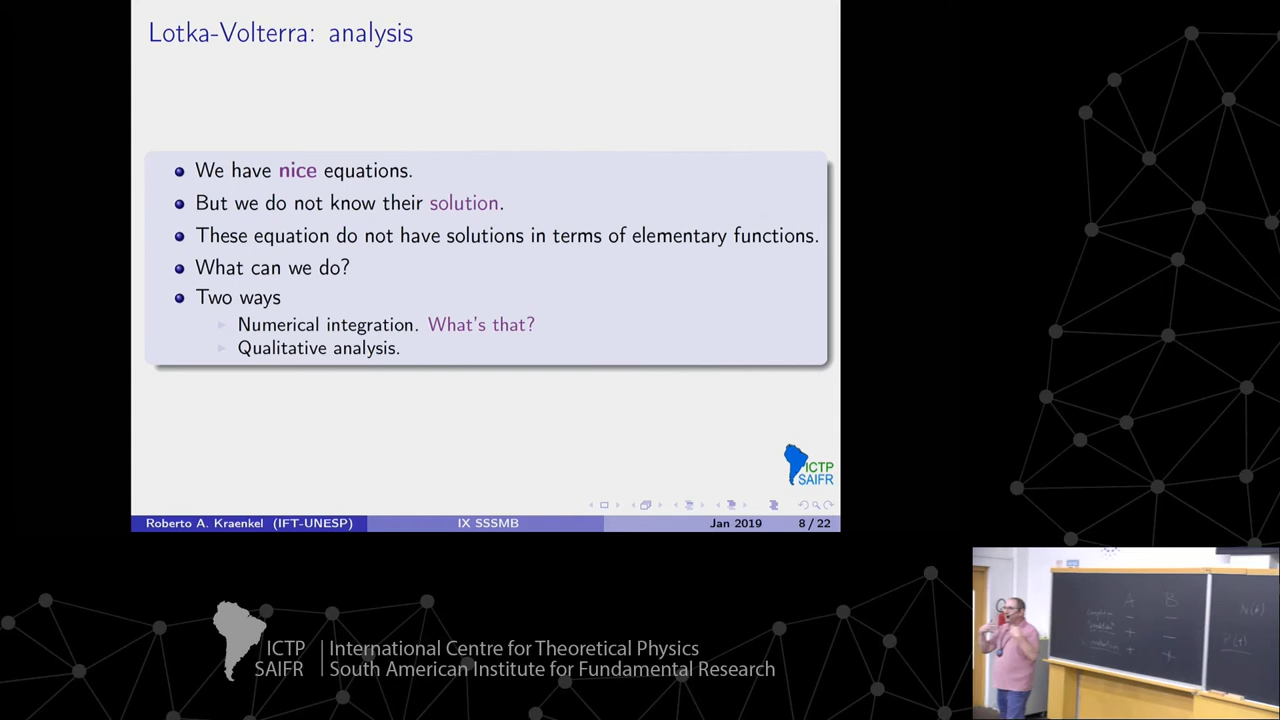 Lotka-Volterra: analysis
We have nice equations.
But we do not know their solution.
These equation do not have solutions in terms of elementary functions.
What can we do?
Two ways
Numerical integration. What's that?
Qualitative analysis.
ICTP
SAIFR
Roberto A. Kraenkel (IFT-UNESP) IX SSSMB Jan 2019 8 / 22
A B
- -
+ -
+ +
N(t)
P(t)
ICTP International Centre for Theoretical Physics
SAIFR South American Institute for Fundamental Research